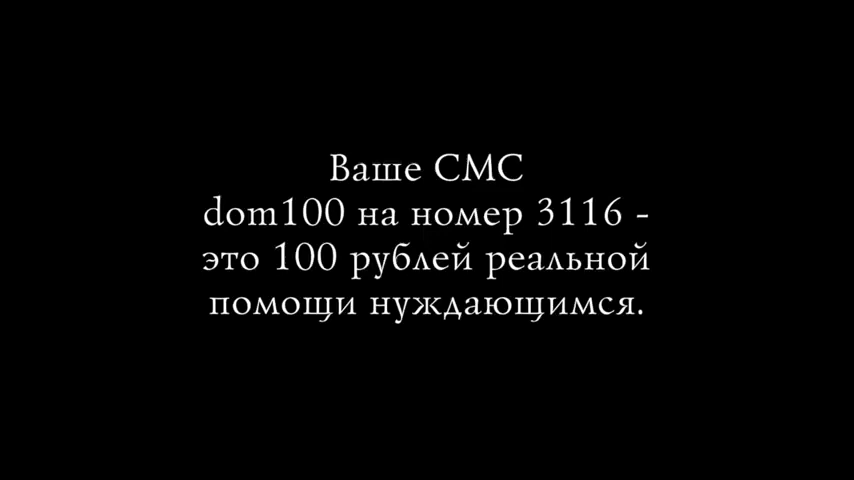 Ваше СМС
dom100 на номер 3116 -
это 100 рублей реальной
помощи нуждающимся.